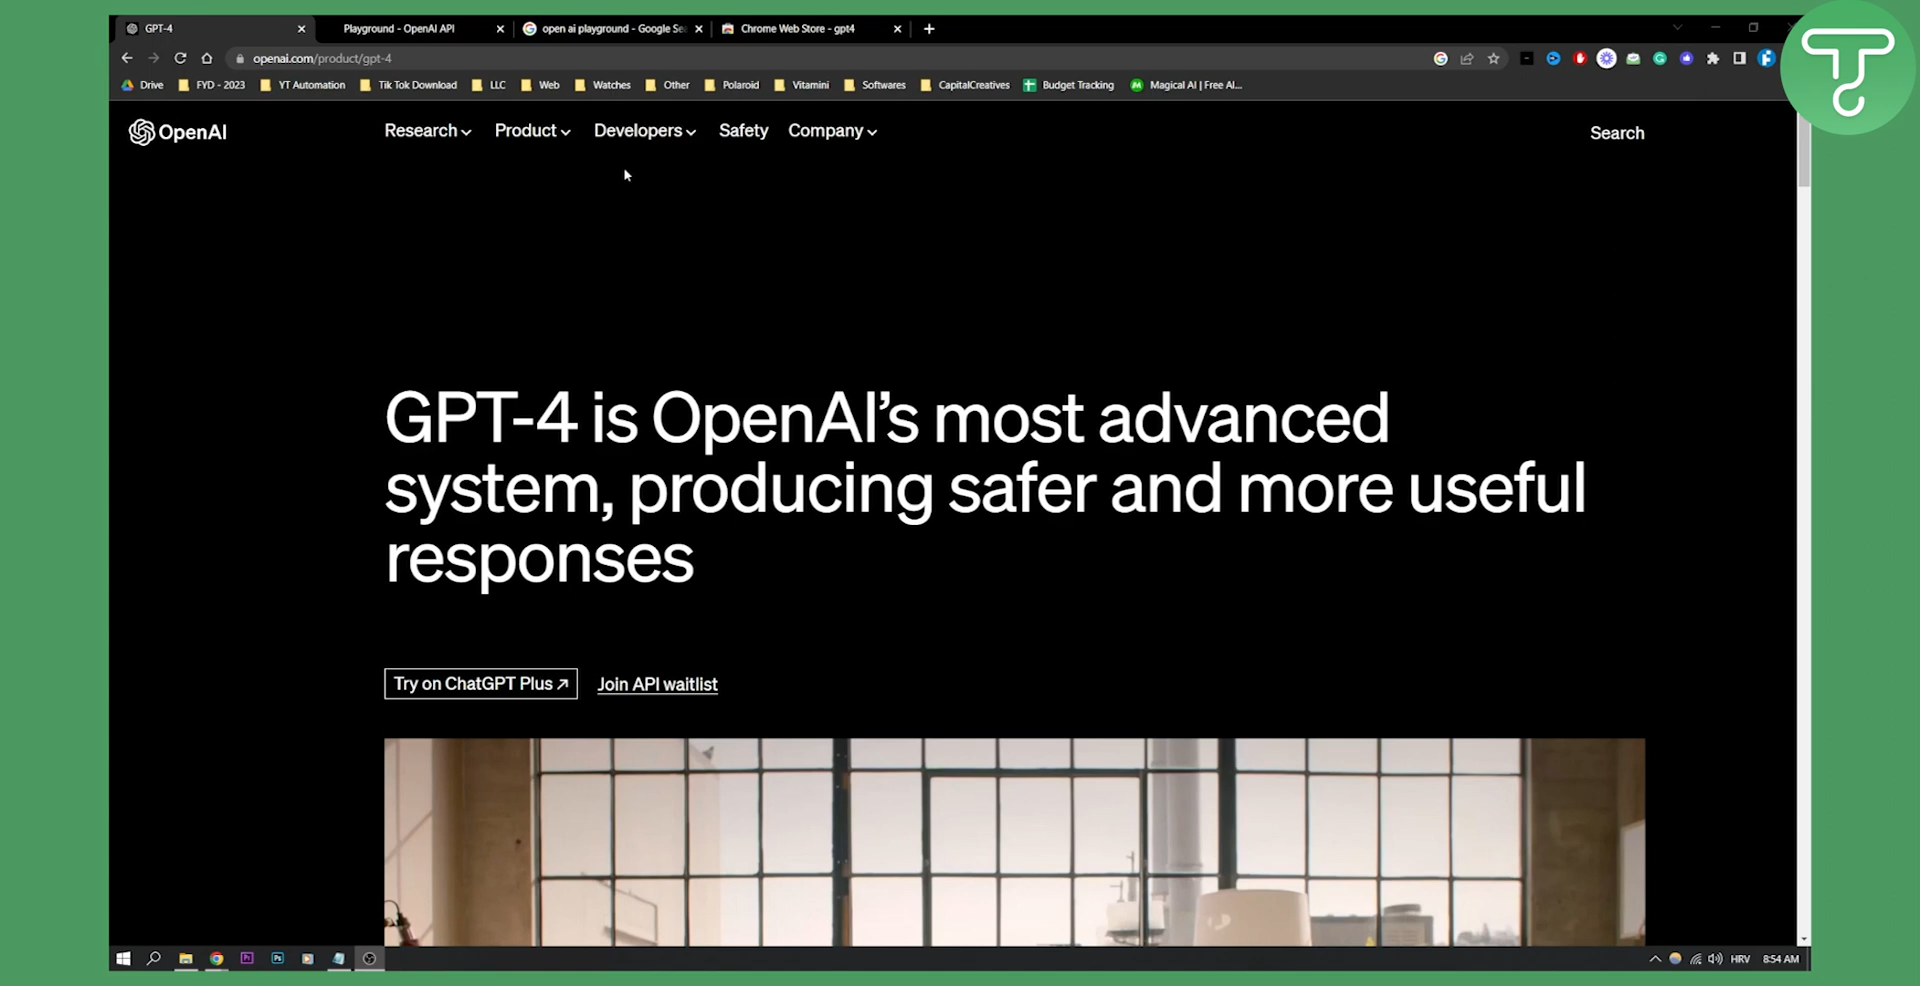 GPT-4
Playground - OpenAI API
open ai playground - Google Se
Chrome Web Store - gpt4
openai.com/product/gpt-4
Drive
FYD - 2023
YT Automation
Tik Tok Download
LLC
Web
Watches
Other
Polaroid
Vitamini
Softwares
CapitalCreatives
Budget Tracking
Magical AI | Free AI...
OpenAI
Research
Product
Developers
Safety
Company
Search
GPT-4 is OpenAI’s most advanced
system, producing safer and more useful
responses
Try on ChatGPT Plus ↗
Join API waitlist
Pr
Ps
HRV
8:54 AM